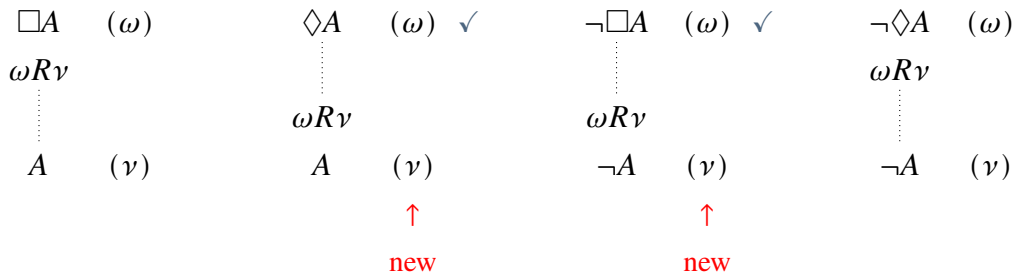 □A (ω) ◇A (ω) ✓ ¬□A (ω) ✓ ¬◇A (ω)
ωRν ωRν
ωRν ωRν
A (ν) A (ν) ¬A (ν) ¬A (ν)
↑ ↑
new new